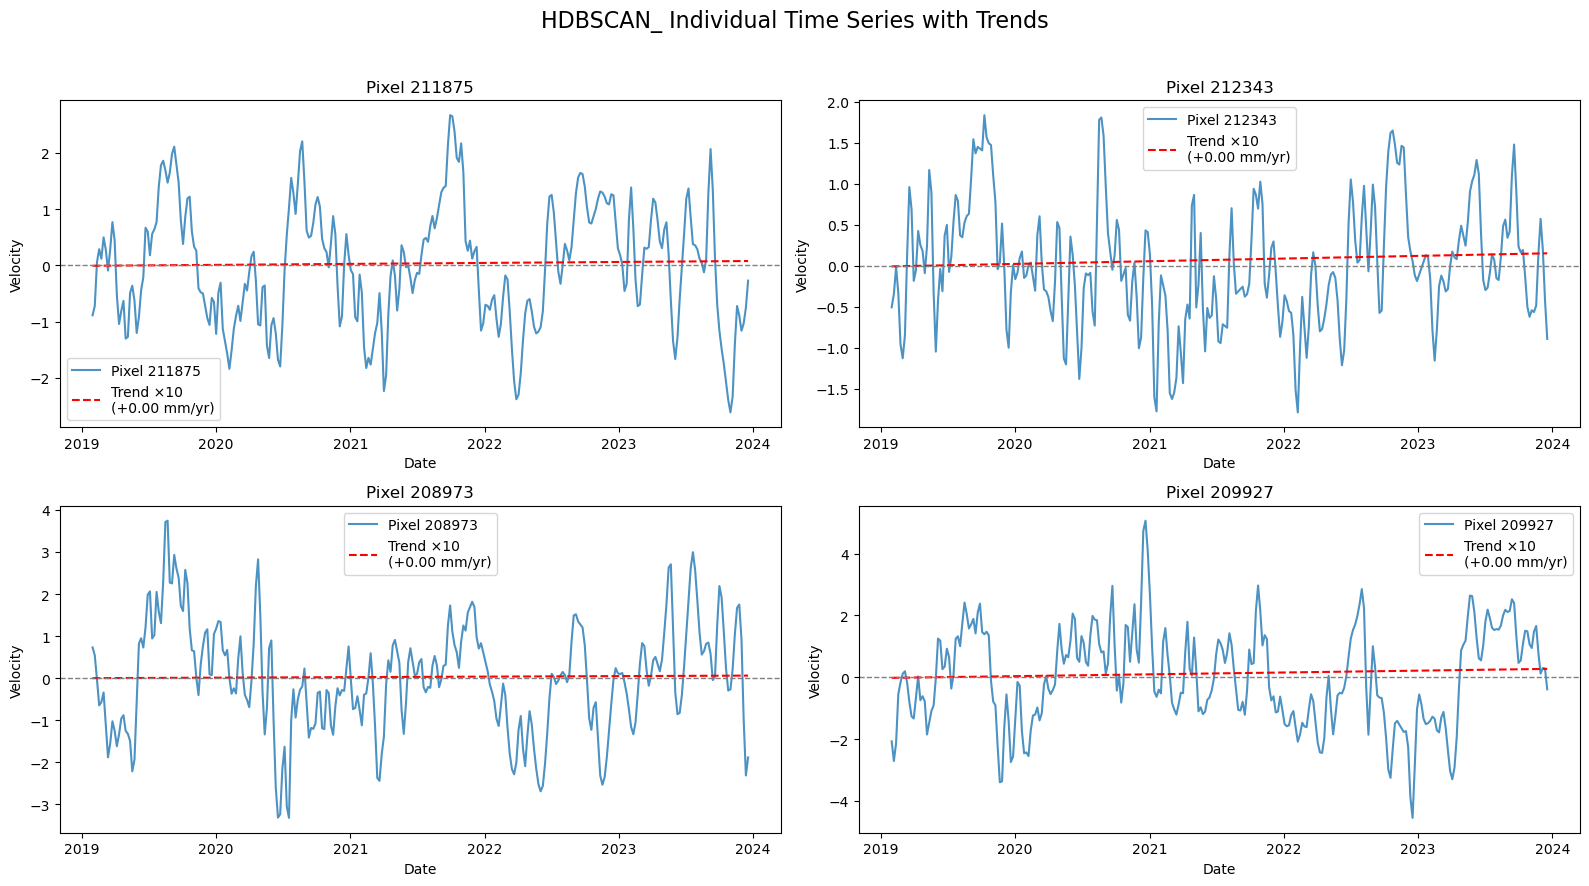 HDBSCAN_ Individual Time Series with Trends
Pixel 211875
Velocity
2
1
0
−1
−2
Pixel 211875
Trend ×10
(+0.00 mm/yr)
2019
2020
2021
2022
2023
2024
Date
Pixel 212343
Velocity
2.0
1.5
1.0
0.5
0.0
−0.5
−1.0
−1.5
Pixel 212343
Trend ×10
(+0.00 mm/yr)
2019
2020
2021
2022
2023
2024
Date
Pixel 208973
Velocity
4
3
2
1
0
−1
−2
−3
Pixel 208973
Trend ×10
(+0.00 mm/yr)
2019
2020
2021
2022
2023
2024
Date
Pixel 209927
Velocity
4
2
0
−2
−4
Pixel 209927
Trend ×10
(+0.00 mm/yr)
2019
2020
2021
2022
2023
2024
Date